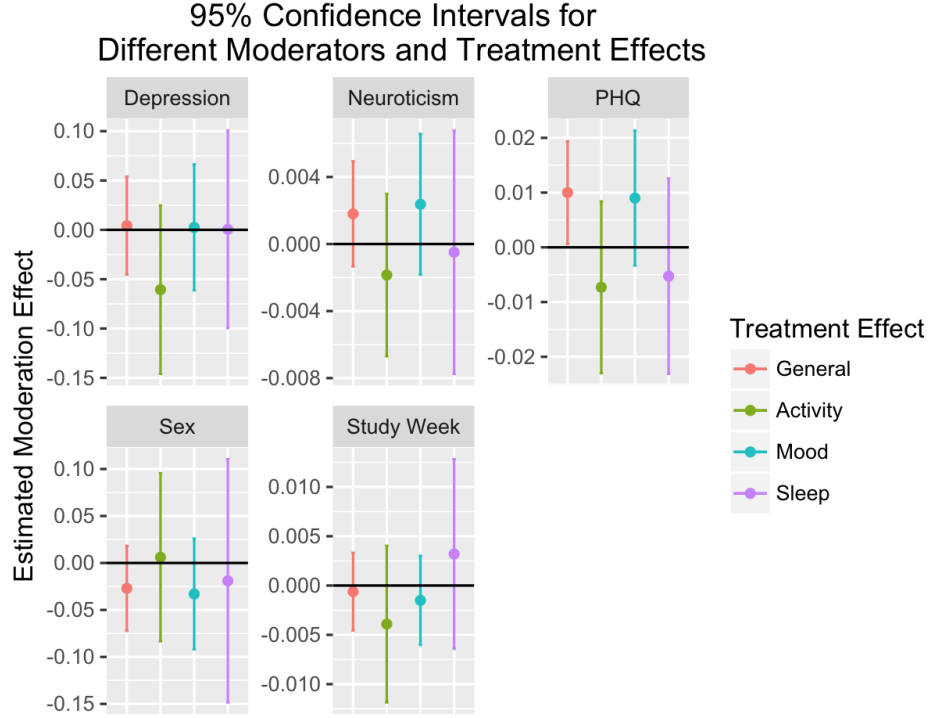 95% Confidence Intervals for
Different Moderators and Treatment Effects
Estimated Moderation Effect
Depression
0.10
0.05
0.00
-0.05
-0.10
-0.15
Neuroticism
0.004
0.000
-0.004
-0.008
PHQ
0.02
0.01
0.00
-0.01
-0.02
Sex
0.10
0.05
0.00
-0.05
-0.10
-0.15
Study Week
0.010
0.005
0.000
-0.005
-0.010
Treatment Effect
General
Activity
Mood
Sleep